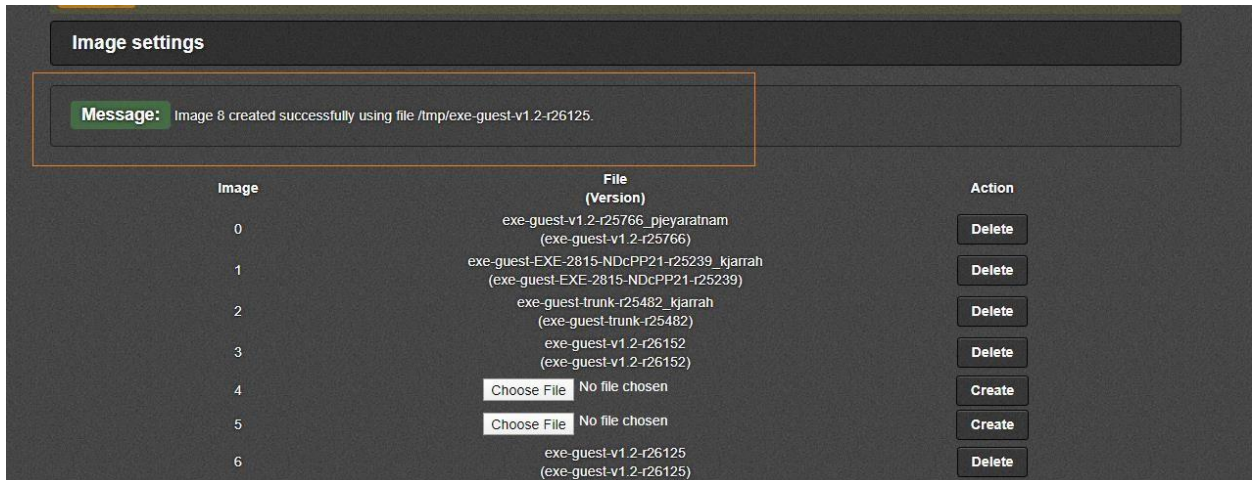 Image settings
Message: Image 8 created successfully using file /tmp/exe-guest-v1.2-r26125.
Image File Action
(Version)
0 exe-guest-v1.2-r25766_pjeyaratnam Delete
(exe-guest-v1.2-r25766)
1 exe-guest-EXE-2815-NDcPP21-r25239_kjarrah Delete
(exe-guest-EXE-2815-NDcPP21-r25239)
2 exe-guest-trunk-r25482_kjarrah Delete
(exe-guest-trunk-r25482)
3 exe-guest-v1.2-r26152 Delete
(exe-guest-v1.2-r26152)
4 Choose File No file chosen Create
5 Choose File No file chosen Create
6 exe-guest-v1.2-r26125 Delete
(exe-guest-v1.2-r26125)